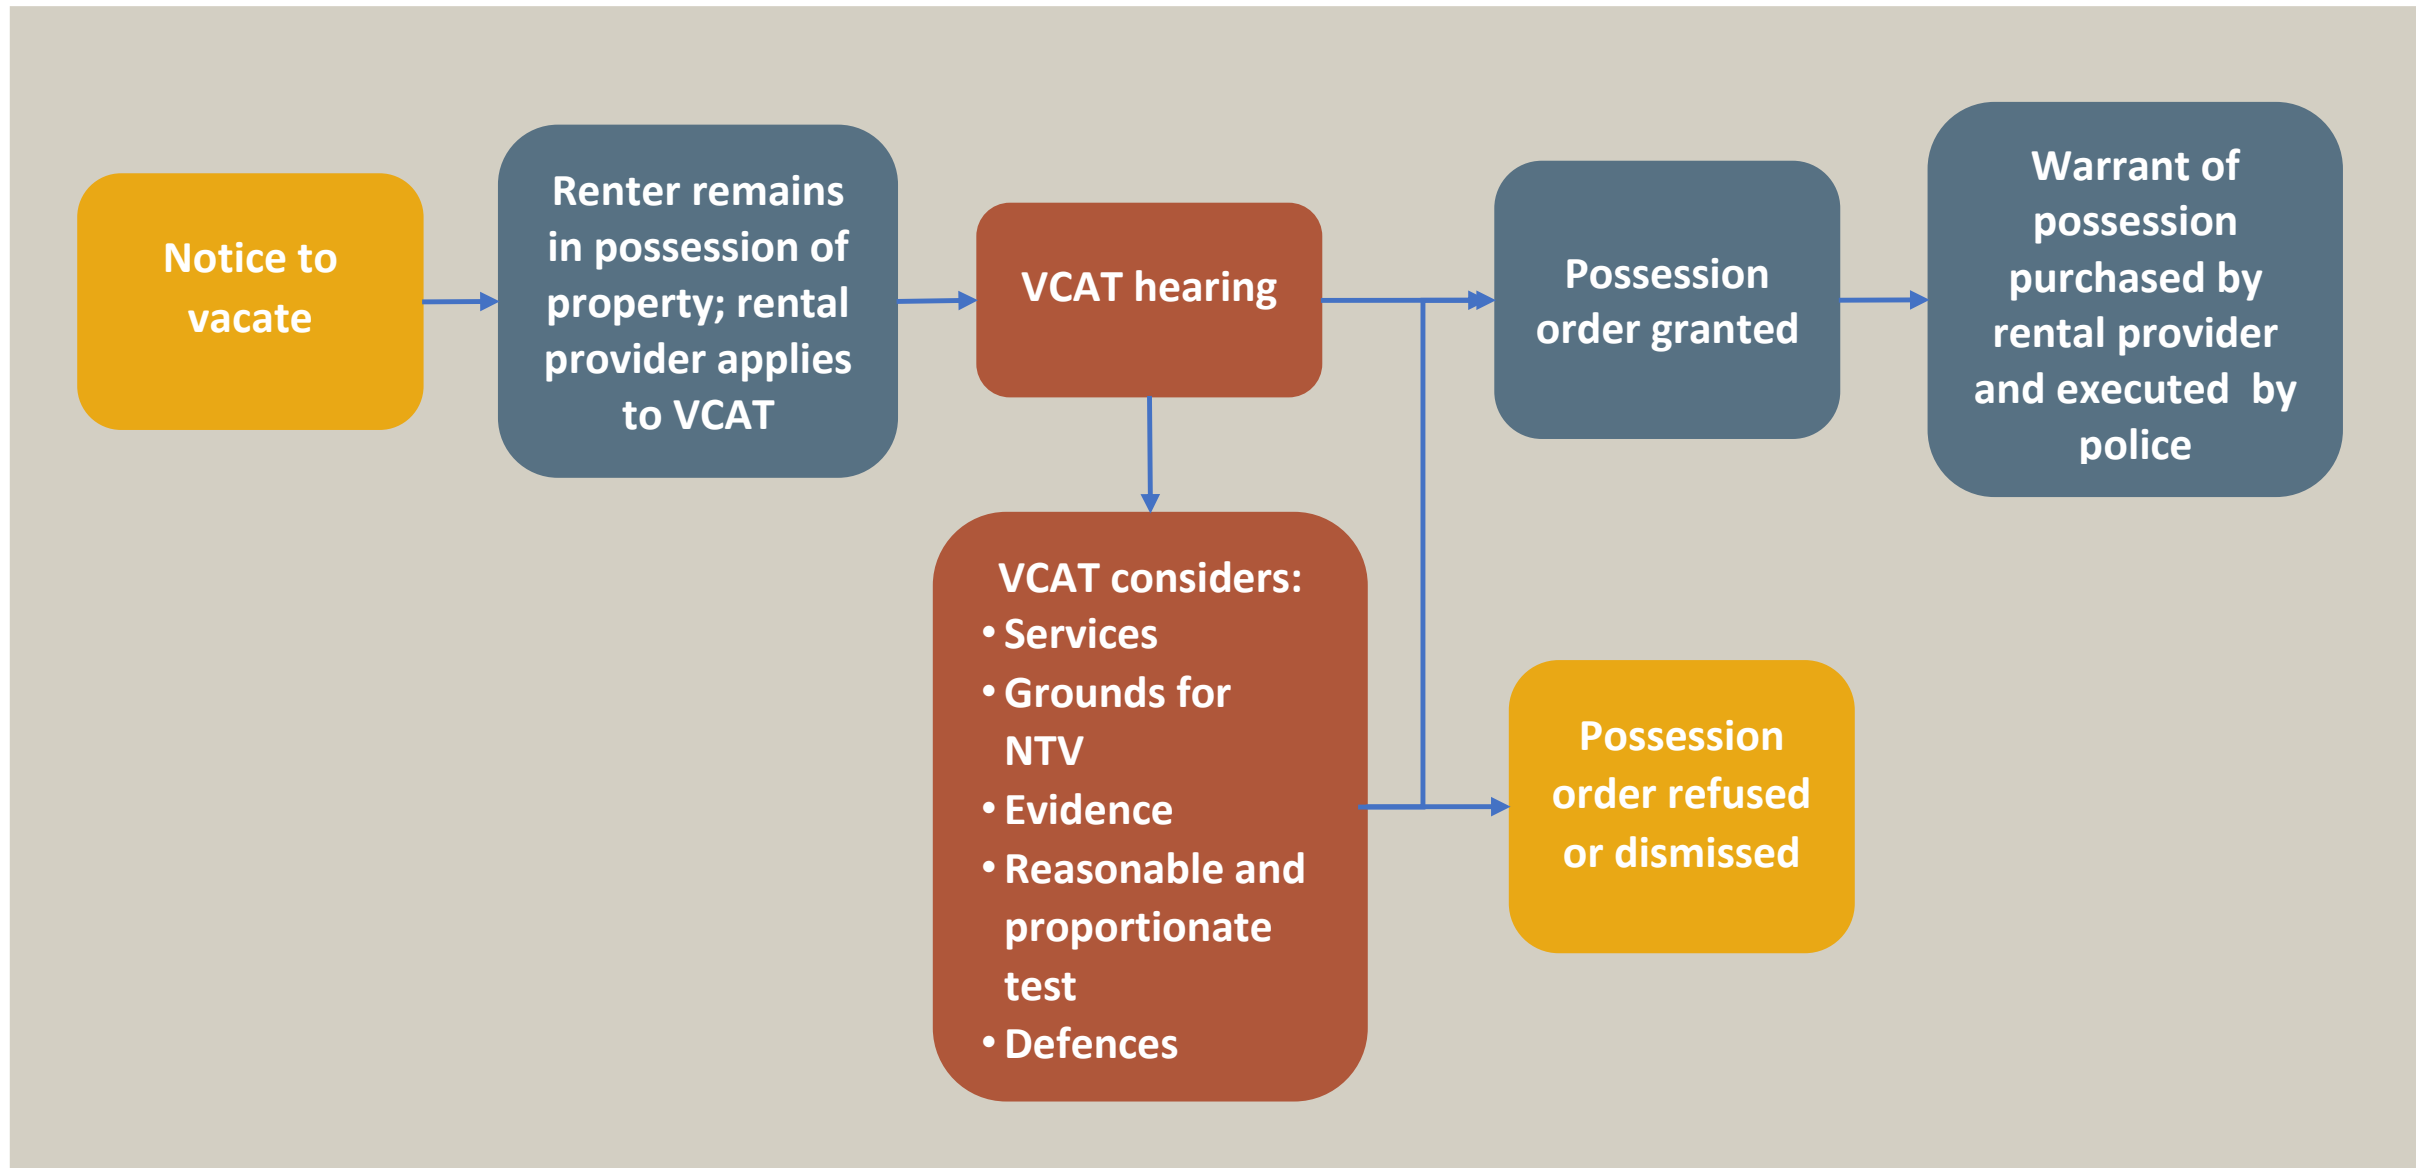 Notice to
vacate
Renter remains
in possession of
property; rental
provider applies
to VCAT
VCAT hearing
Possession
order granted
Warrant of
possession
purchased by
rental provider
and executed  by
police
VCAT considers:
• Services
• Grounds for
NTV
• Evidence
• Reasonable and
proportionate
test
• Defences
Possession
order refused
or dismissed